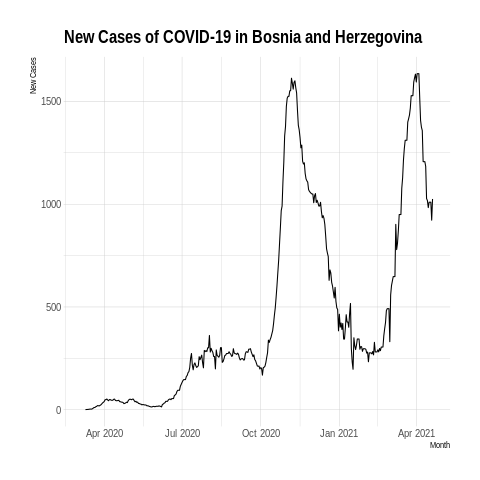 New Cases of COVID-19 in Bosnia and Herzegovina
New Cases
1500
1000
500
0
Apr 2020 Jul 2020 Oct 2020 Jan 2021 Apr 2021
Month